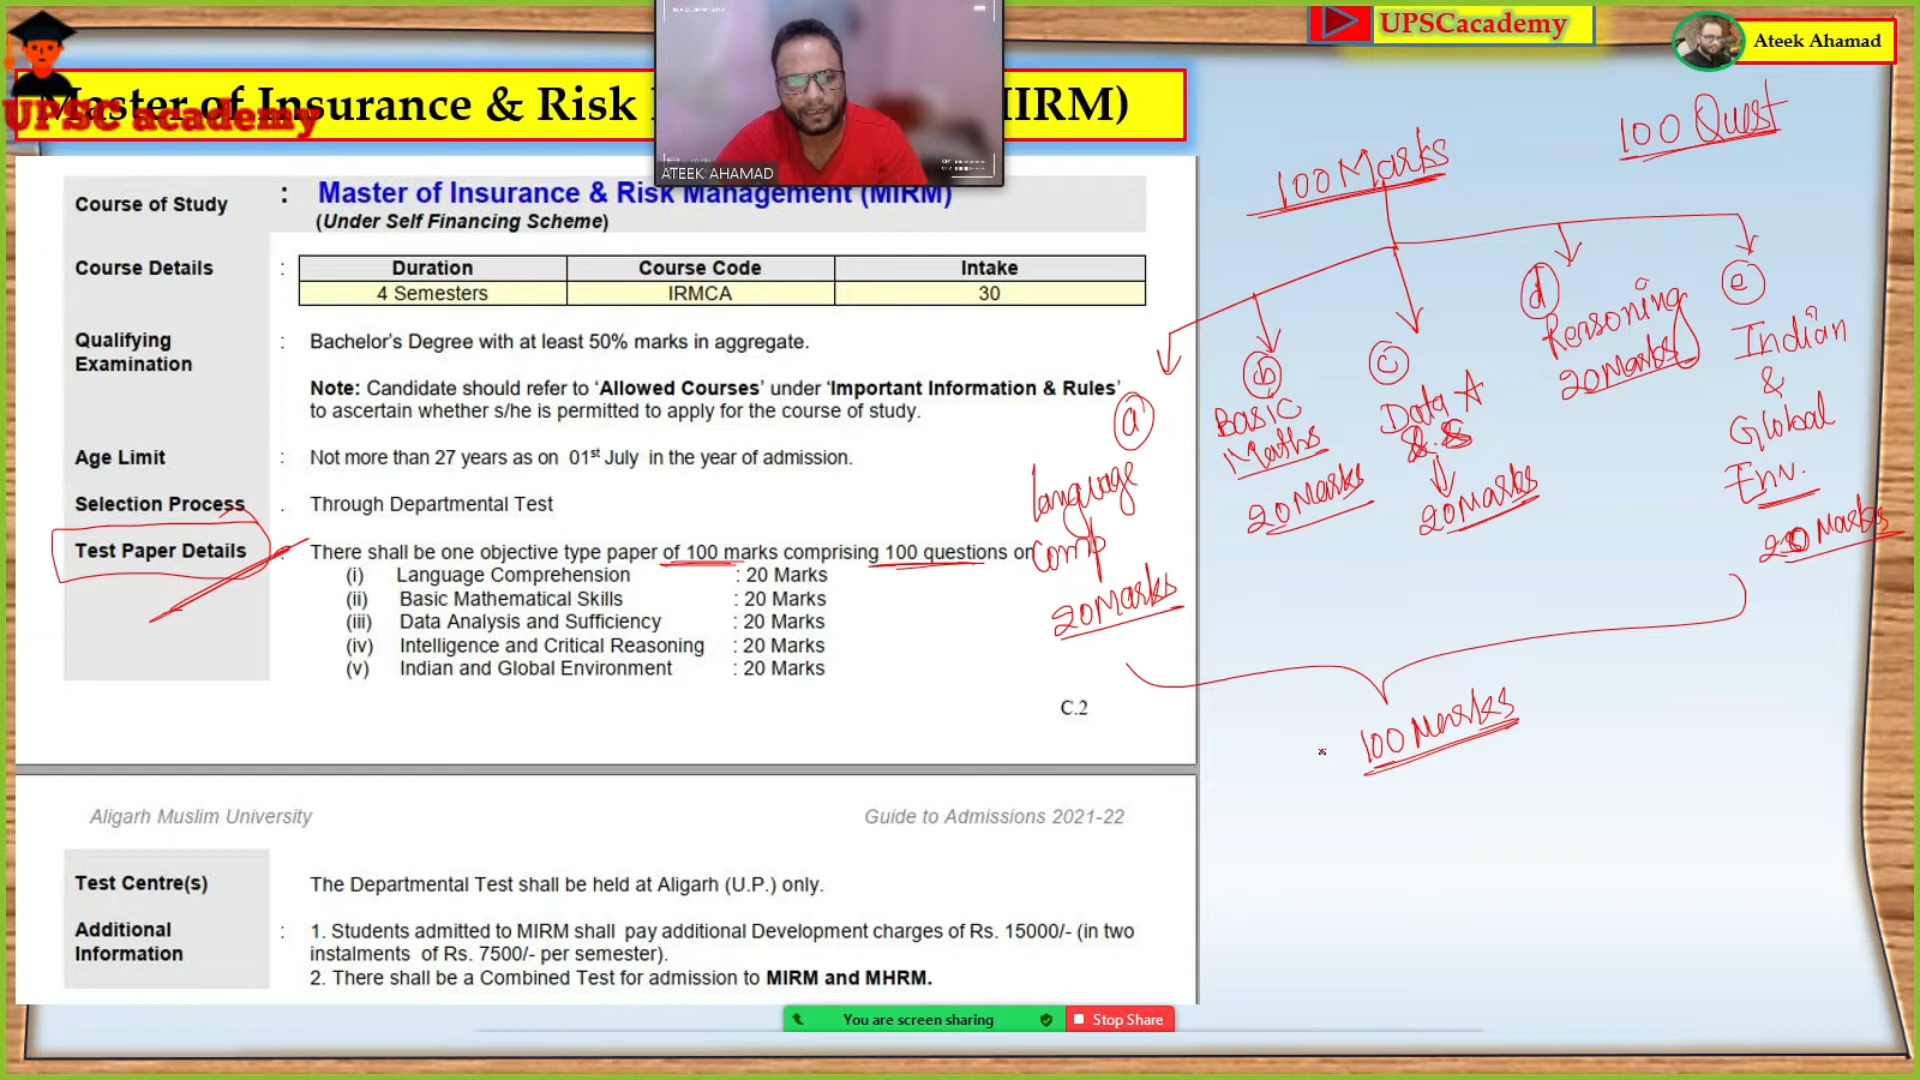 UPSCacademy
Ateek Ahamad
Master of Insurance & Risk
MIRM)
UPSC academy
ATEEK AHAMAD
Course of Study : Master of Insurance & Risk Management (MIRM)
(Under Self Financing Scheme)
Course Details :
Duration Course Code Intake
4 Semesters IRMCA 30
Qualifying Examination : Bachelor's Degree with at least 50% marks in aggregate.
Note: Candidate should refer to 'Allowed Courses' under 'Important Information & Rules'
to ascertain whether s/he is permitted to apply for the course of study.
Age Limit : Not more than 27 years as on 01st July in the year of admission.
Selection Process : Through Departmental Test
Test Paper Details : There shall be one objective type paper of 100 marks comprising 100 questions on
(i) Language Comprehension : 20 Marks
(ii) Basic Mathematical Skills : 20 Marks
(iii) Data Analysis and Sufficiency : 20 Marks
(iv) Intelligence and Critical Reasoning : 20 Marks
(v) Indian and Global Environment : 20 Marks
C.2
Aligarh Muslim University Guide to Admissions 2021-22
Test Centre(s) The Departmental Test shall be held at Aligarh (U.P.) only.
Additional Information : 1. Students admitted to MIRM shall pay additional Development charges of Rs. 15000/- (in two
instalments of Rs. 7500/- per semester).
2. There shall be a Combined Test for admission to MIRM and MHRM.
100 Marks
100 Quest
a
language
comp
20 Marks
b
Basic
Maths
20 Marks
c
Data A
& S
20 Marks
d
Reasoning
20 Marks
e
Indian
&
Global
Env.
20 Marks
100 Marks
You are screen sharing
Stop Share